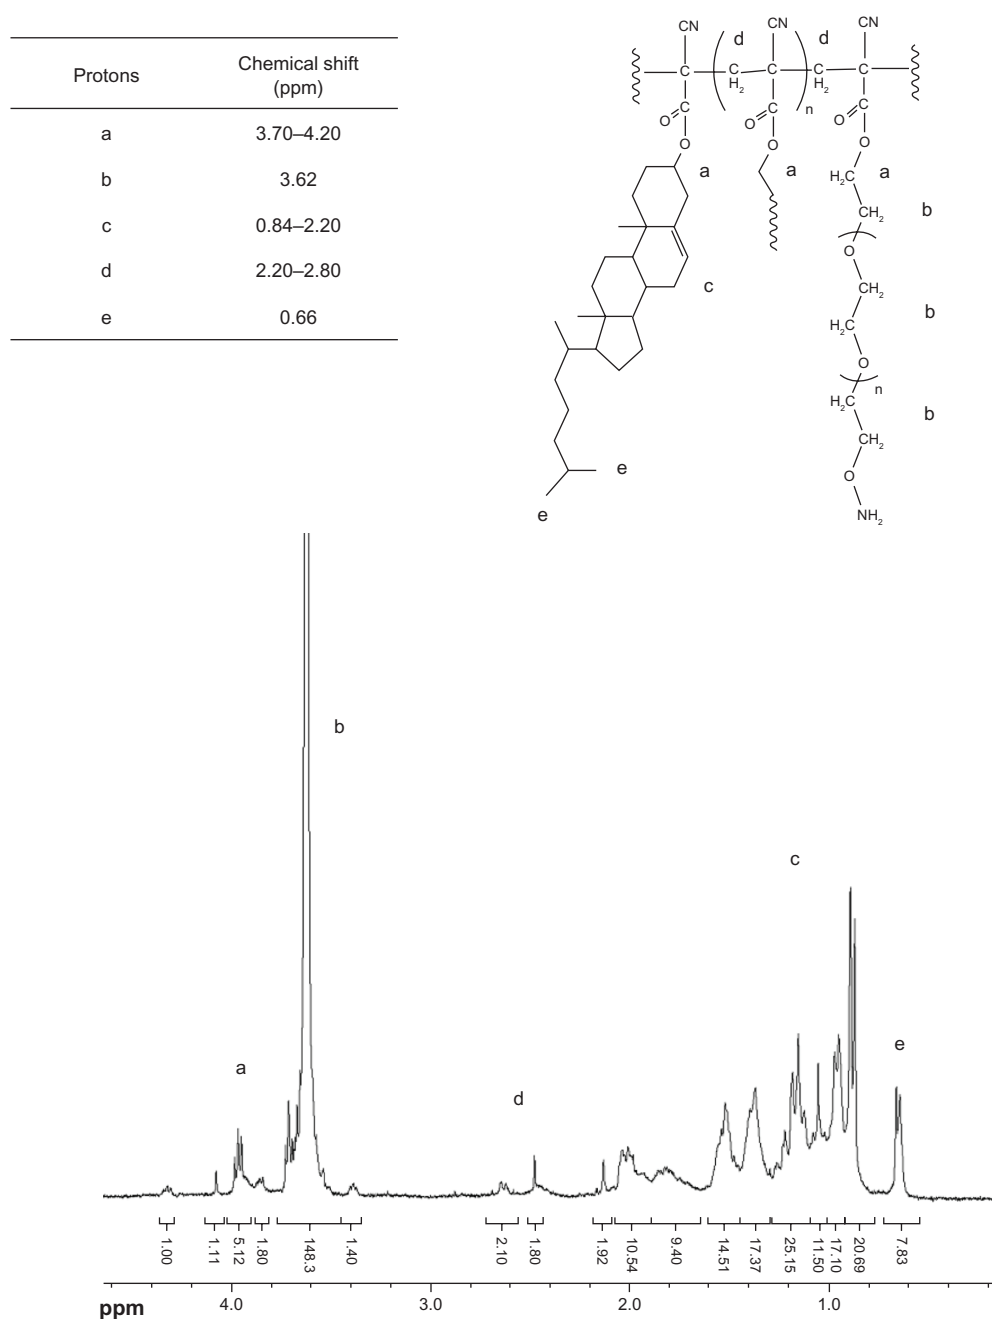 Protons Chemical shift (ppm)
a 3.70–4.20
b 3.62
c 0.84–2.20
d 2.20–2.80
e 0.66
CN CN CN
d d
C C C C C
H2 H2
n
C C C
O O O
O O O
a a a
H2C
CH2 b
O
c
CH2
H2C b
O
n
H2C
b
CH2
e O
e NH2
b
c
a e
d
1.00 1.11 5.12 1.80 148.3 1.40 2.10 1.80 1.92 10.54 9.40 14.51 17.37 25.15 11.50 17.10 20.69 7.83
ppm 4.0 3.0 2.0 1.0